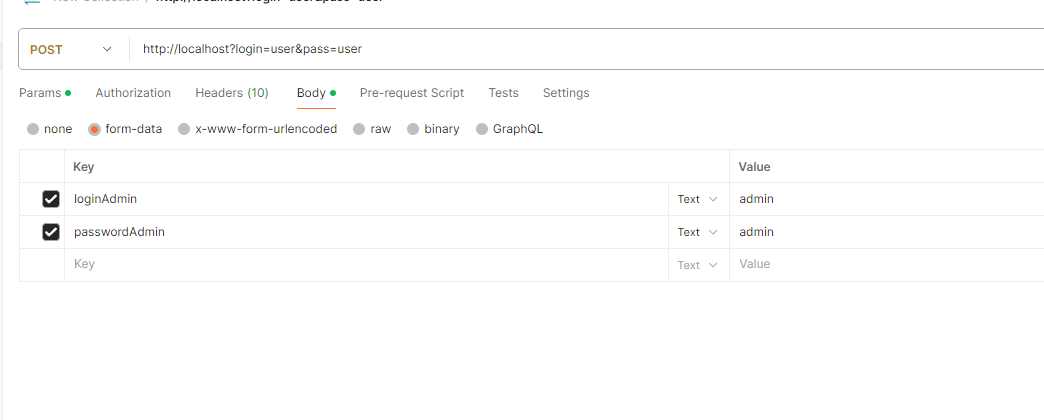 POST http://localhost?login=user&pass=user
Params Authorization Headers (10) Body Pre-request Script Tests Settings
none form-data x-www-form-urlencoded raw binary GraphQL
Key Value
loginAdmin Text admin
passwordAdmin Text admin
Key Text Value